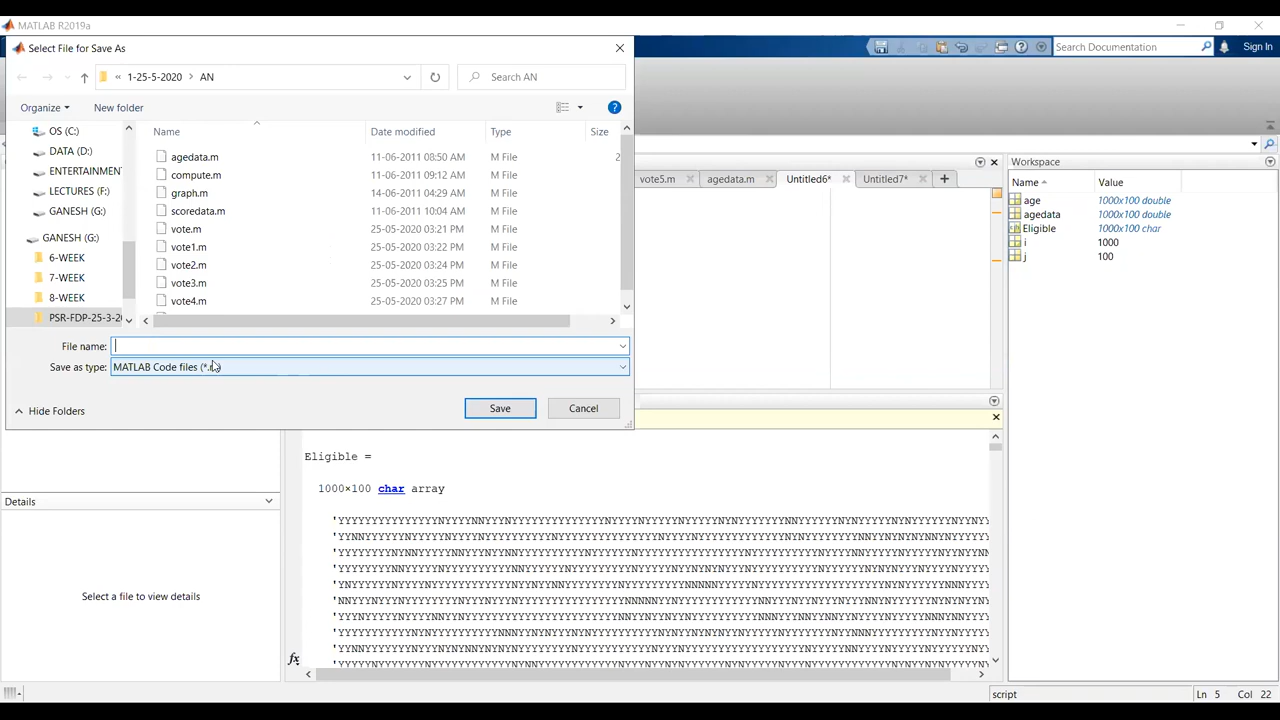 MATLAB R2019a
Select File for Save As
« 1-25-5-2020 > AN
Search AN
Search Documentation
Sign In
Organize
New folder
Name
Date modified
Type
Size
OS (C:)
DATA (D:)
ENTERTAINMEN
LECTURES (F:)
GANESH (G:)
GANESH (G:)
6-WEEK
7-WEEK
8-WEEK
PSR-FDP-25-3-20
agedata.m 11-06-2011 08:50 AM M File 2
compute.m 11-06-2011 09:12 AM M File
graph.m 14-06-2011 04:29 AM M File
scoredata.m 11-06-2011 10:04 AM M File
vote.m 25-05-2020 03:21 PM M File
vote1.m 25-05-2020 03:22 PM M File
vote2.m 25-05-2020 03:24 PM M File
vote3.m 25-05-2020 03:25 PM M File
vote4.m 25-05-2020 03:27 PM M File
File name:
Save as type: MATLAB Code files (*.m)
Hide Folders
Save
Cancel
vote5.m
agedata.m
Untitled6*
Untitled7*
Workspace
Name Value
age 1000x100 double
agedata 1000x100 double
Eligible 1000x100 char
i 1000
j 100
Details
Select a file to view details
Eligible =
1000×100 char array
fx
script
Ln 5 Col 22